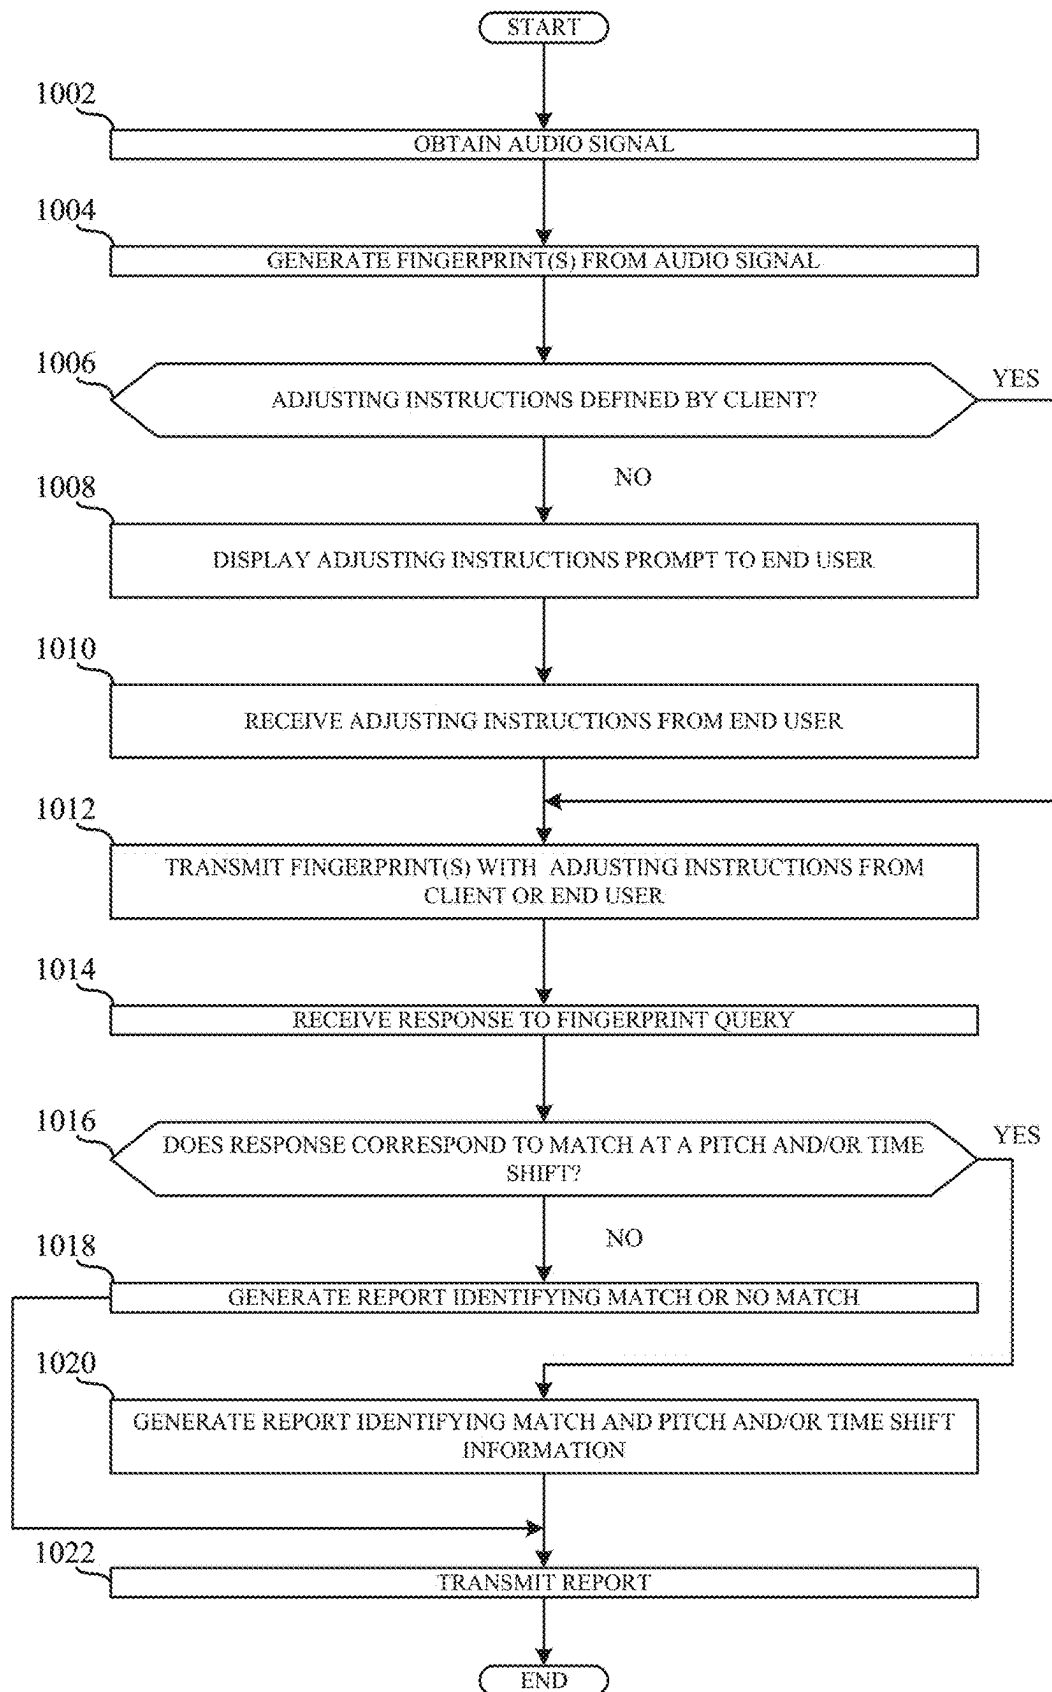 START
1002
OBTAIN AUDIO SIGNAL
1004
GENERATE FINGERPRINT(S) FROM AUDIO SIGNAL
1006
ADJUSTING INSTRUCTIONS DEFINED BY CLIENT?
YES
NO
1008
DISPLAY ADJUSTING INSTRUCTIONS PROMPT TO END USER
1010
RECEIVE ADJUSTING INSTRUCTIONS FROM END USER
1012
TRANSMIT FINGERPRINT(S) WITH ADJUSTING INSTRUCTIONS FROM
CLIENT OR END USER
1014
RECEIVE RESPONSE TO FINGERPRINT QUERY
1016
DOES RESPONSE CORRESPOND TO MATCH AT A PITCH AND/OR TIME
SHIFT?
YES
NO
1018
GENERATE REPORT IDENTIFYING MATCH OR NO MATCH
1020
GENERATE REPORT IDENTIFYING MATCH AND PITCH AND/OR TIME SHIFT
INFORMATION
1022
TRANSMIT REPORT
END